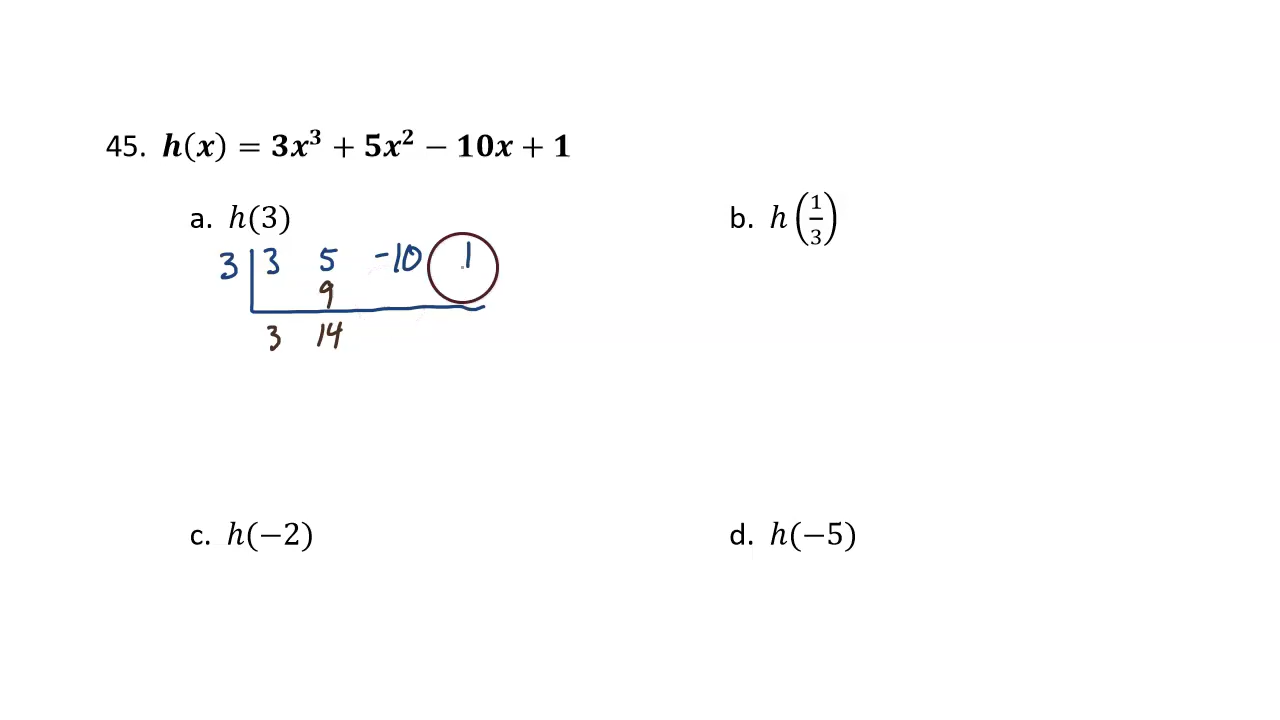 45. h(x) = 3x³ + 5x² − 10x + 1
a. h(3)
b. h(1/3)
3 | 3 5 -10 1
9
3 14
c. h(−2)
d. h(−5)